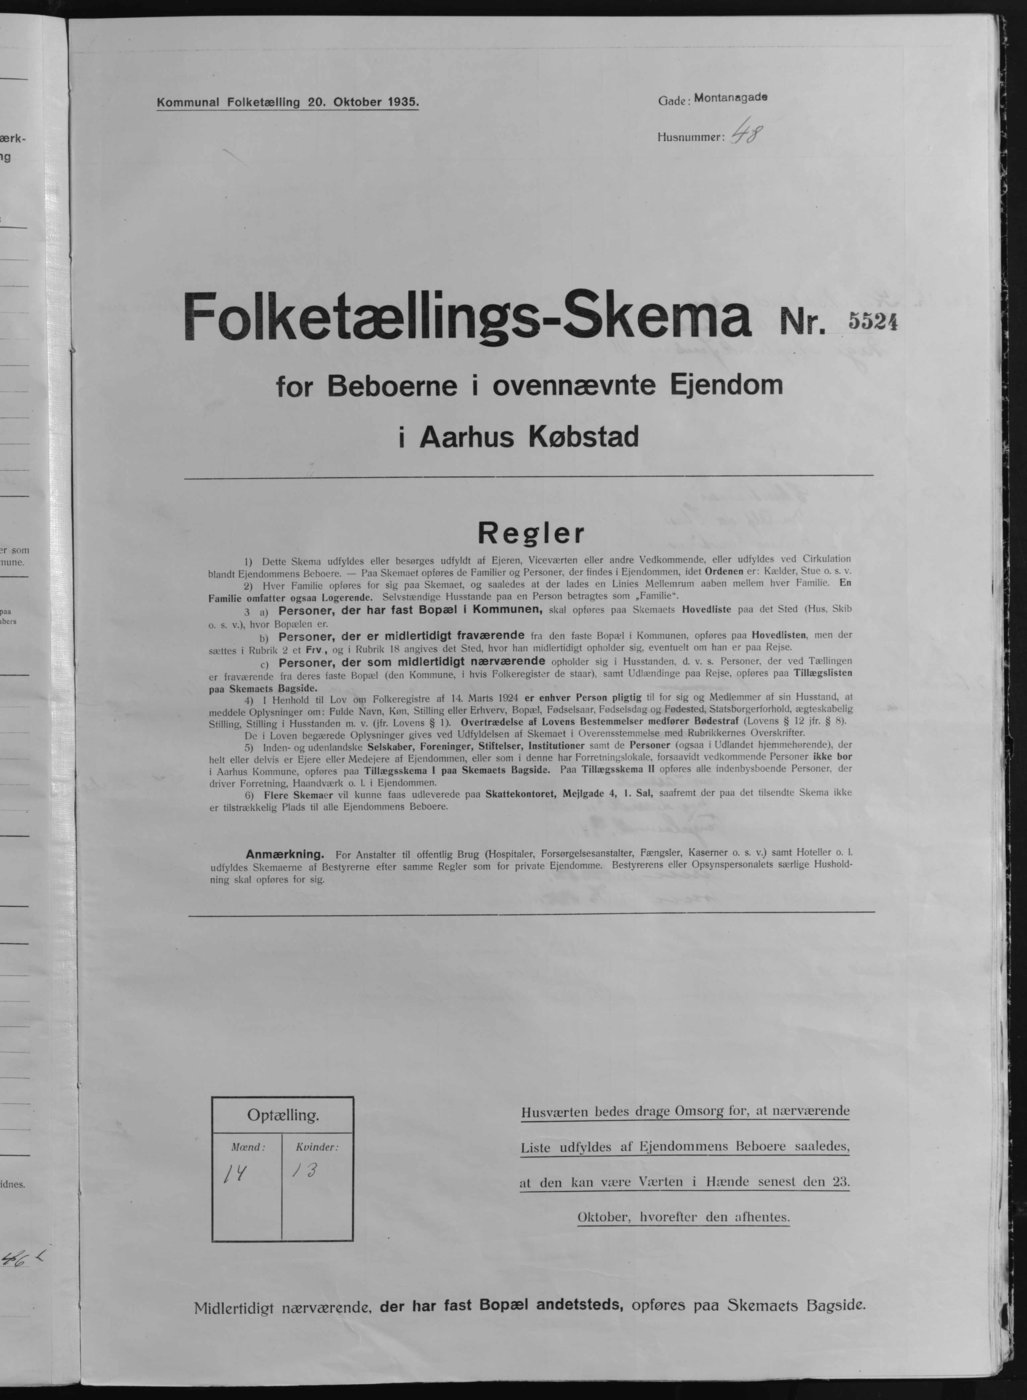 Kommunal Folketælling 20. Oktober 1935.
Gade: Montanagade
Husnummer: 48
Folketællings-Skema Nr. 5524
for Beboerne i ovennævnte Ejendom
i Aarhus Købstad
Regler
1) Dette Skema udfyldes eller besørges udfyldt af Ejeren, Viceværten eller andre Vedkommende, eller udfyldes ved Cirkulation
blandt Ejendommens Beboere. — Paa Skemaet opføres de Familier og Personer, der findes i Ejendommen, idet Ordenen er: Kælder, Stue o. s. v.
2) Hver Familie opføres for sig paa Skemaet, og saaledes at der lades en Linies Mellemrum aaben mellem hver Familie. En
Familie omfatter ogsaa Logerende. Selvstændige Husstande paa en Person betragtes som „Familie“.
3 a) Personer, der har fast Bopæl i Kommunen, skal opføres paa Skemaets Hovedliste paa det Sted (Hus, Skib
o. s. v.), hvor Bopælen er.
b) Personer, der er midlertidigt fraværende fra den faste Bopæl i Kommunen, opføres paa Hovedlisten, men der
sættes i Rubrik 2 et Frv., og i Rubrik 18 angives det Sted, hvor han midlertidigt opholder sig, eventuelt om han er paa Rejse.
c) Personer, der som midlertidigt nærværende opholder sig i Husstanden, d. v. s. Personer, der ved Tællingen
er fraværende fra deres faste Bopæl (den Kommune, i hvis Folkeregister de staar), samt Udlændinge paa Rejse, opføres paa Tillægslisten
paa Skemaets Bagside.
4) I Henhold til Lov om Folkeregistre af 14. Marts 1924 er enhver Person pligtig til for sig og Medlemmer af sin Husstand, at
meddele Oplysninger om: Fulde Navn, Køn, Stilling eller Erhverv, Bopæl, Fødselsaar, Fødselsdag og Fødested, Statsborgerforhold, ægteskabelig
Stilling, Stilling i Husstanden m. v. (jfr. Lovens § 1). Overtrædelse af Lovens Bestemmelser medfører Bødestraf (Lovens § 12 jfr. § 8).
De i Loven begærede Oplysninger gives ved Udfyldelsen af Skemaet i Overensstemmelse med Rubrikkernes Overskrifter.
5) Inden- og udenlandske Selskaber, Foreninger, Stiftelser, Institutioner samt de Personer (ogsaa i Udlandet hjemmehørende), der
helt eller delvis er Ejere eller Medejere af Ejendommen, eller som i denne har Forretningslokale, forsaavidt vedkommende Personer ikke bor
i Aarhus Kommune, opføres paa Tillægsskema I paa Skemaets Bagside. Paa Tillægsskema II opføres alle indenbysboende Personer, der
driver Forretning, Haandværk o. l. i Ejendommen.
6) Flere Skemaer vil kunne faas udleverede paa Skattekontoret, Mejlgade 4, 1. Sal, saafremt der paa det tilsendte Skema ikke
er tilstrækkelig Plads til alle Ejendommens Beboere.
Anmærkning. For Anstalter til offentlig Brug (Hospitaler, Forsørgelsesanstalter, Fængsler, Kaserner o. s. v.) samt Hoteller o. l.
udfyldes Skemaerne af Bestyrerne efter samme Regler som for private Ejendomme. Bestyrerens eller Opsynspersonalets særlige Hushold-
ning skal opføres for sig.
Optælling.
Mænd: Kvinder:
14 13
Husværten bedes drage Omsorg for, at nærværende
Liste udfyldes af Ejendommens Beboere saaledes,
at den kan være Værten i Hænde senest den 23.
Oktober, hvorefter den afhentes.
Midlertidigt nærværende, der har fast Bopæl andetsteds, opføres paa Skemaets Bagside.